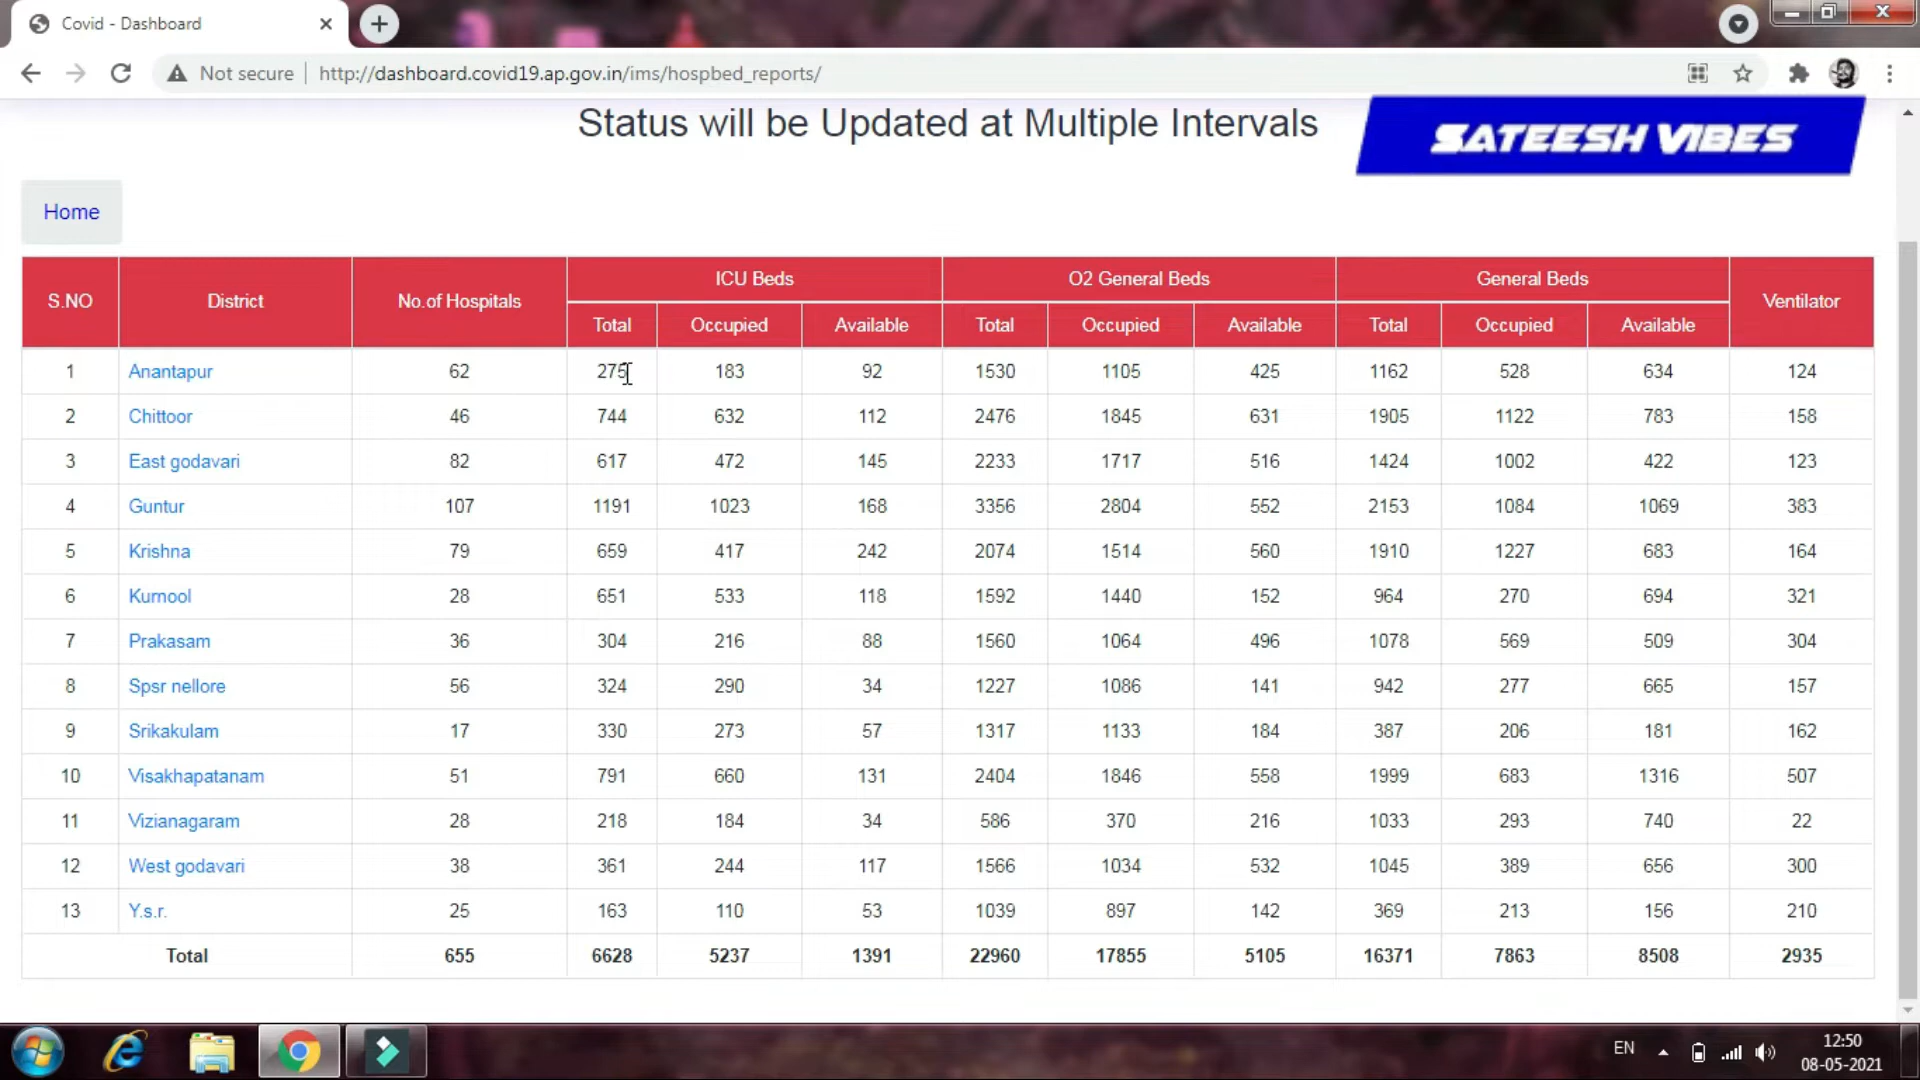 Covid - Dashboard
Not secure
http://dashboard.covid19.ap.gov.in/ims/hospbed_reports/
Status will be Updated at Multiple Intervals
SATEESH VIBES
Home
S.NO District No.of Hospitals ICU Beds O2 General Beds General Beds Ventilator
Total Occupied Available Total Occupied Available Total Occupied Available
1 Anantapur 62 275 183 92 1530 1105 425 1162 528 634 124
2 Chittoor 46 744 632 112 2476 1845 631 1905 1122 783 158
3 East godavari 82 617 472 145 2233 1717 516 1424 1002 422 123
4 Guntur 107 1191 1023 168 3356 2804 552 2153 1084 1069 383
5 Krishna 79 659 417 242 2074 1514 560 1910 1227 683 164
6 Kurnool 28 651 533 118 1592 1440 152 964 270 694 321
7 Prakasam 36 304 216 88 1560 1064 496 1078 569 509 304
8 Spsr nellore 56 324 290 34 1227 1086 141 942 277 665 157
9 Srikakulam 17 330 273 57 1317 1133 184 387 206 181 162
10 Visakhapatanam 51 791 660 131 2404 1846 558 1999 683 1316 507
11 Vizianagaram 28 218 184 34 586 370 216 1033 293 740 22
12 West godavari 38 361 244 117 1566 1034 532 1045 389 656 300
13 Y.s.r. 25 163 110 53 1039 897 142 369 213 156 210
Total 655 6628 5237 1391 22960 17855 5105 16371 7863 8508 2935
EN
12:50
08-05-2021